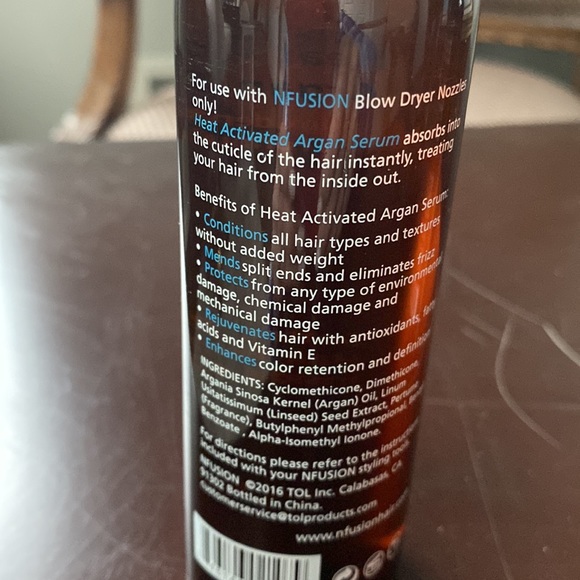 For use with NFUSION Blow Dryer Nozzles
only!
Heat Activated Argan Serum absorbs into
the cuticle of the hair instantly, treating
your hair from the inside out.
Benefits of Heat Activated Argan Serum:
• Conditions all hair types and textures
without added weight
• Mends split ends and eliminates frizz
• Protects from any type of environmental
damage, chemical damage and
mechanical damage
• Rejuvenates hair with antioxidants,
acids and Vitamin E
• Enhances color retention and definition
INGREDIENTS: Cyclomethicone, Dimethicone,
Argania Sinosa Kernel (Argan) Oil, Linum
Usitatissimum (Linseed) Seed Extract, Perfume
(Fragrance), Butylphenyl Methylpropional,
Benzoate , Alpha-Isomethyl Ionone.
For directions please refer to the instructions
included with your NFUSION styling tools.
NFUSION ©2016 TOL Inc. Calabasas, CA
91302 Bottled in China.
customerservice@tolproducts.com
www.nfusionhair.com